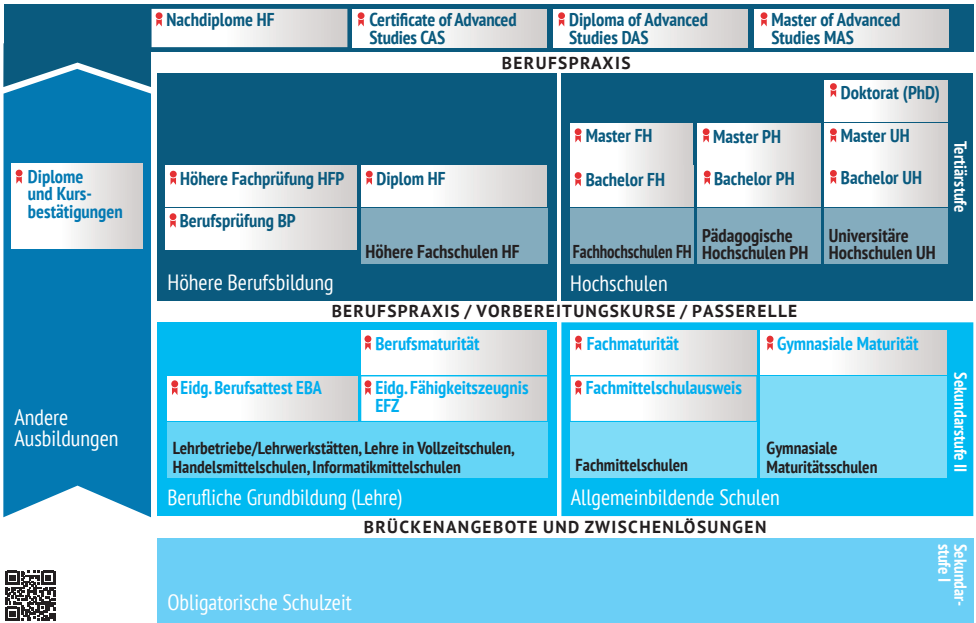 Nachdiplome HF
Certificate of Advanced
Studies CAS
Diploma of Advanced
Studies DAS
Master of Advanced
Studies MAS
BERUFSPRAXIS
Doktorat (PhD)
Master FH
Master PH
Master UH
Höhere Fachprüfung HFP
Diplom HF
Bachelor FH
Bachelor PH
Bachelor UH
Berufsprüfung BP
Höhere Fachschulen HF
Fachhochschulen FH
Pädagogische
Hochschulen PH
Universitäre
Hochschulen UH
Höhere Berufsbildung
Hochschulen
Tertiärstufe
Diplome
und Kurs-
bestätigungen
Andere
Ausbildungen
BERUFSPRAXIS / VORBEREITUNGSKURSE / PASSERELLE
Berufsmaturität
Fachmaturität
Gymnasiale Maturität
Eidg. Berufsattest EBA
Eidg. Fähigkeitszeugnis
EFZ
Fachmittelschulausweis
Lehrbetriebe/Lehrwerkstätten, Lehre in Vollzeitschulen,
Handelsmittelschulen, Informatikmittelschulen
Fachmittelschulen
Gymnasiale
Maturitätsschulen
Berufliche Grundbildung (Lehre)
Allgemeinbildende Schulen
Sekundarstufe II
BRÜCKENANGEBOTE UND ZWISCHENLÖSUNGEN
Obligatorische Schulzeit
Sekundar-
stufe I